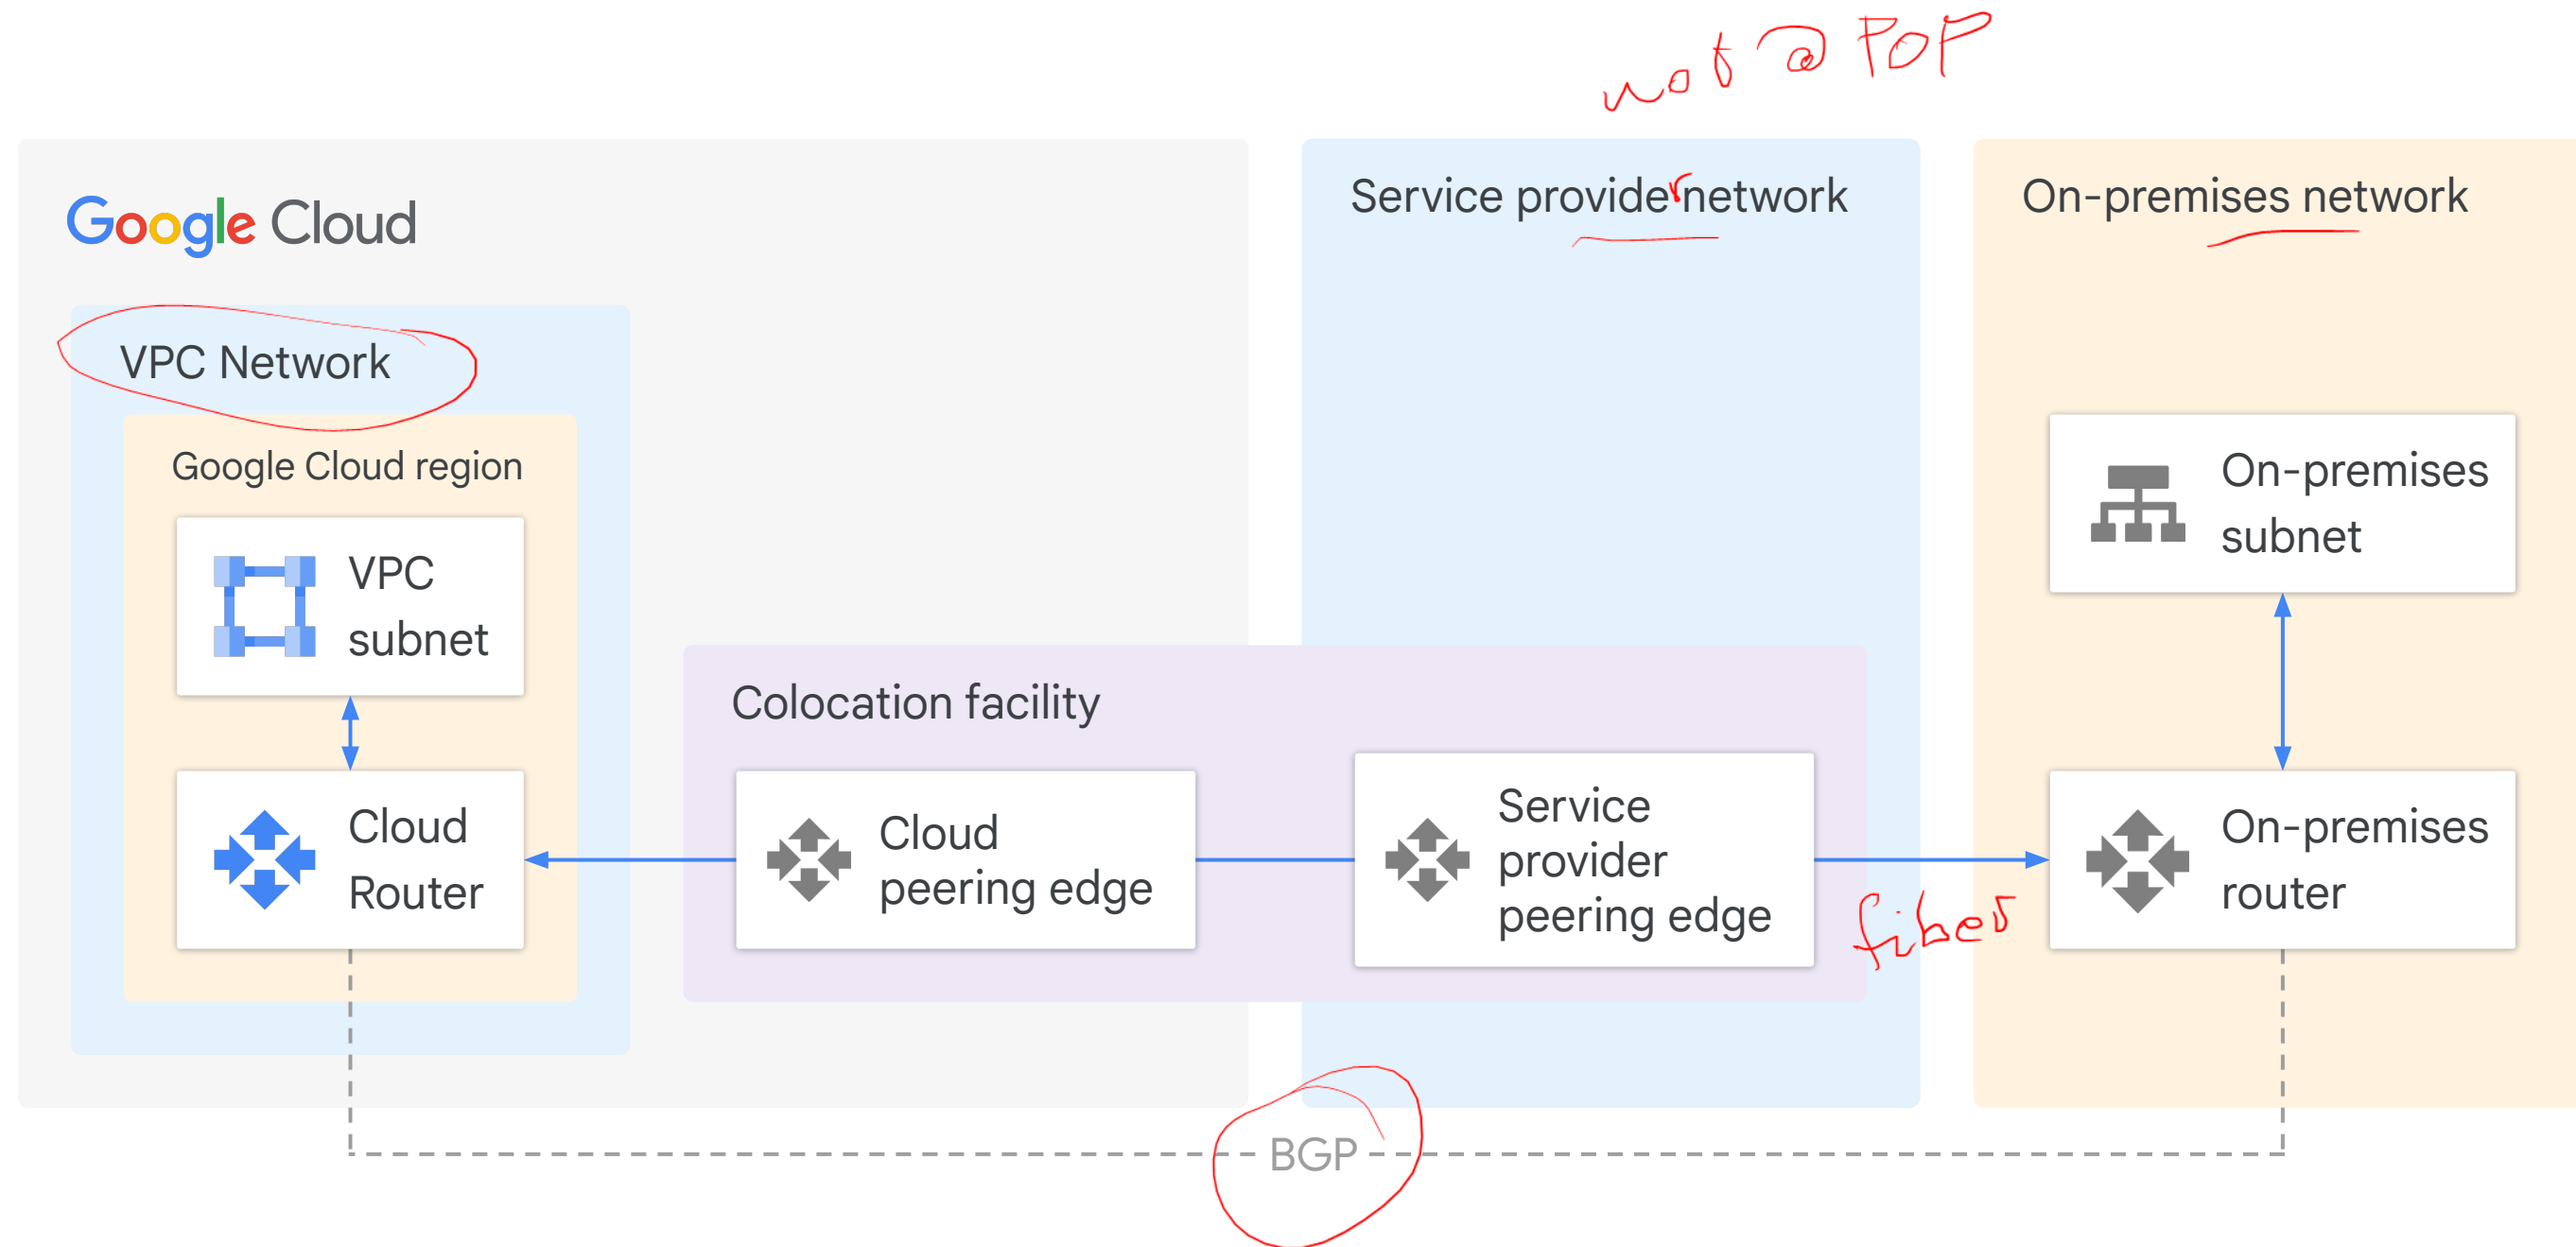 not @ POP
Google Cloud
Service provider network
On-premises network
VPC Network
Google Cloud region
VPC
subnet
On-premises
subnet
Colocation facility
Cloud
Router
Cloud
peering edge
Service
provider
peering edge
fiber
On-premises
router
BGP